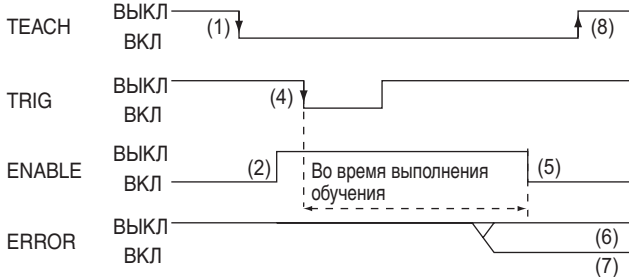 TEACH ВЫКЛ (1) (8)
ВКЛ
TRIG ВЫКЛ (4)
ВКЛ
ENABLE ВЫКЛ (2) Во время выполнения (5)
ВКЛ обучения
ERROR ВЫКЛ (6)
ВКЛ (7)